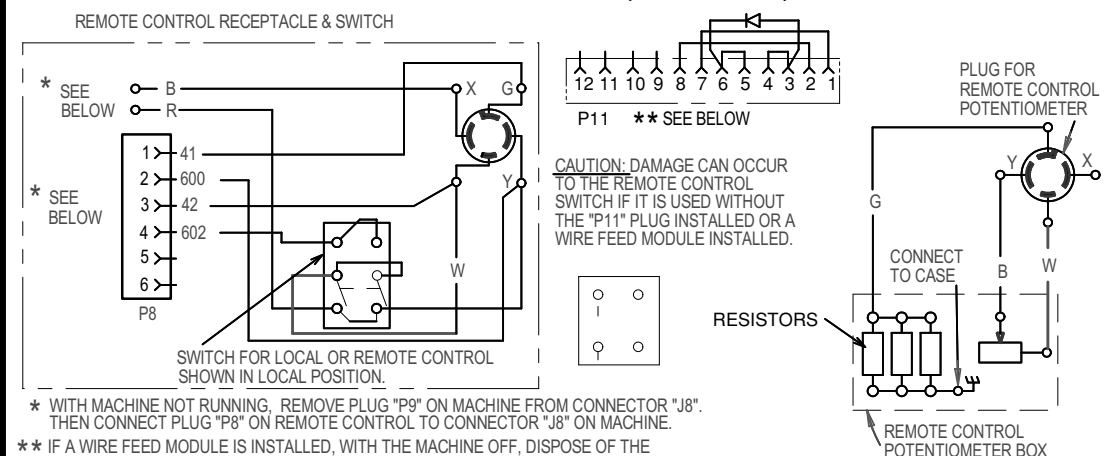 REMOTE CONTROL RECEPTACLE & SWITCH
* SEE
BELOW
B
R
X
G
1 41
2 600
3 42
4 602
5
6
P8
* SEE
BELOW
Y
W
SWITCH FOR LOCAL OR REMOTE CONTROL
SHOWN IN LOCAL POSITION.
12 11 10 9 8 7 6 5 4 3 2 1
P11 ** SEE BELOW
CAUTION: DAMAGE CAN OCCUR
TO THE REMOTE CONTROL
SWITCH IF IT IS USED WITHOUT
THE "P11" PLUG INSTALLED OR A
WIRE FEED MODULE INSTALLED.
PLUG FOR
REMOTE CONTROL
POTENTIOMETER
Y
X
G
CONNECT
TO CASE
B
W
RESISTORS
REMOTE CONTROL
POTENTIOMETER BOX
* WITH MACHINE NOT RUNNING, REMOVE PLUG "P9" ON MACHINE FROM CONNECTOR "J8".
THEN CONNECT PLUG "P8" ON REMOTE CONTROL TO CONNECTOR "J8" ON MACHINE.
** IF A WIRE FEED MODULE IS INSTALLED, WITH THE MACHINE OFF, DISPOSE OF THE